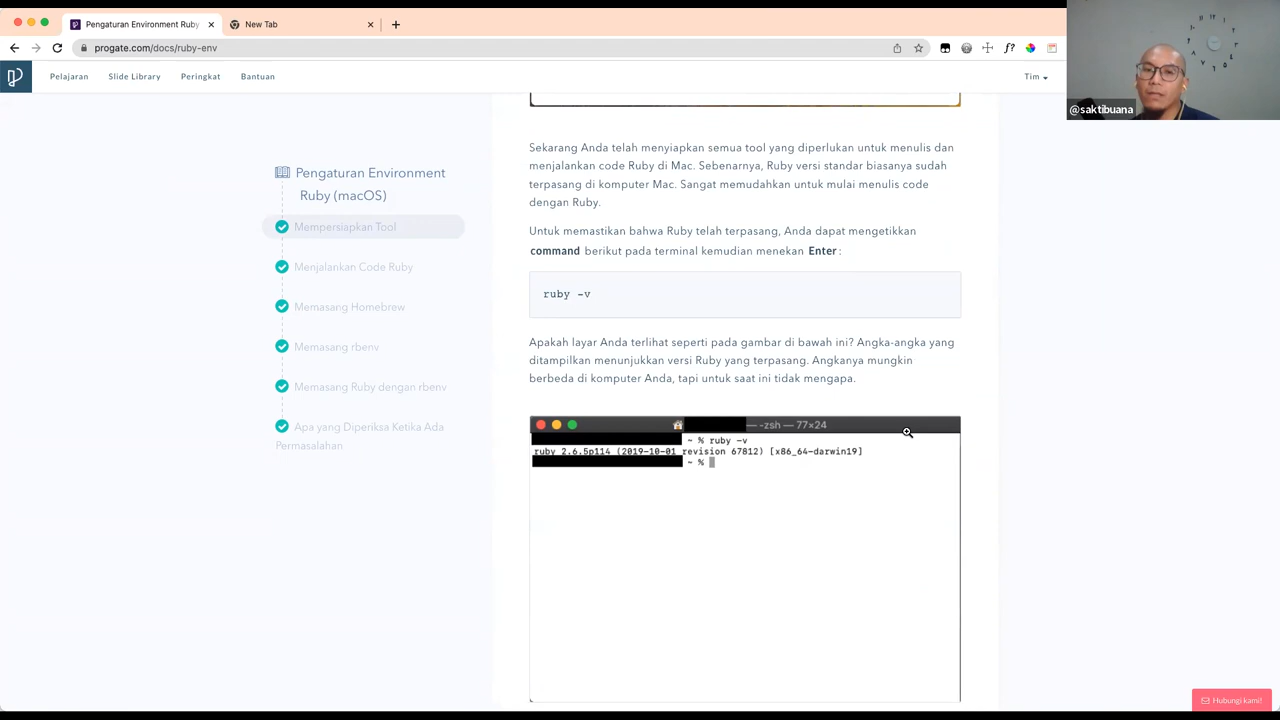 Pengaturan Environment Ruby
New Tab
progate.com/docs/ruby-env
Pelajaran
Slide Library
Peringkat
Bantuan
Tim
@saktibuana
Pengaturan Environment
Ruby (macOS)
Mempersiapkan Tool
Menjalankan Code Ruby
Memasang Homebrew
Memasang rbenv
Memasang Ruby dengan rbenv
Apa yang Diperiksa Ketika Ada
Permasalahan
Sekarang Anda telah menyiapkan semua tool yang diperlukan untuk menulis dan
menjalankan code Ruby di Mac. Sebenarnya, Ruby versi standar biasanya sudah
terpasang di komputer Mac. Sangat memudahkan untuk mulai menulis code
dengan Ruby.
Untuk memastikan bahwa Ruby telah terpasang, Anda dapat mengetikkan
command berikut pada terminal kemudian menekan Enter:
ruby -v
Apakah layar Anda terlihat seperti pada gambar di bawah ini? Angka-angka yang
ditampilkan menunjukkan versi Ruby yang terpasang. Angkanya mungkin
berbeda di komputer Anda, tapi untuk saat ini tidak mengapa.
— -zsh — 77×24
~ % ruby -v
ruby 2.6.5p114 (2019-10-01 revision 67812) [x86_64-darwin19]
~ %
Hubungi kami!